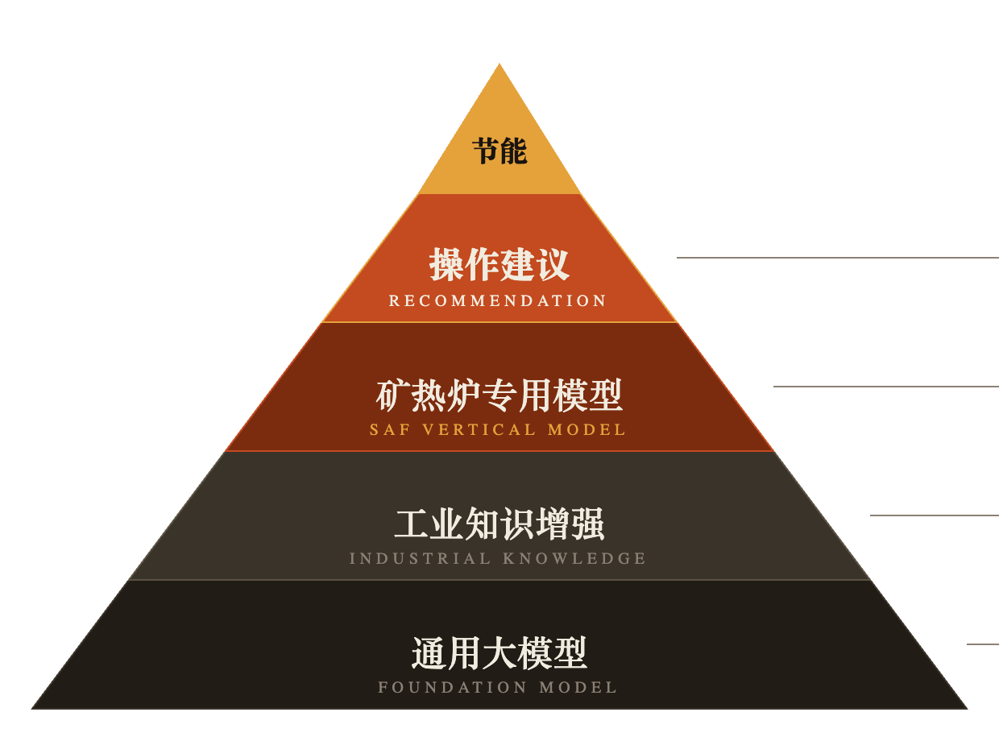 节能
操作建议
RECOMMENDATION
矿热炉专用模型
SAF VERTICAL MODEL
工业知识增强
INDUSTRIAL KNOWLEDGE
通用大模型
FOUNDATION MODEL